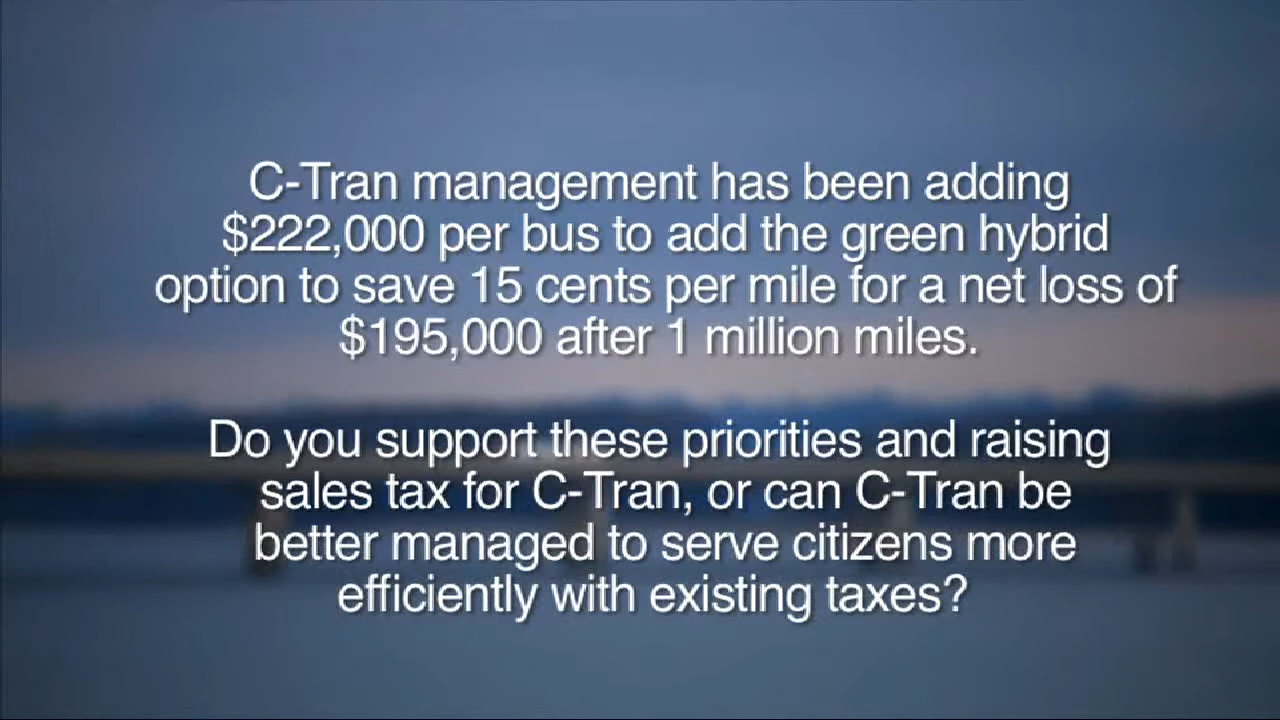 C-Tran management has been adding
$222,000 per bus to add the green hybrid
option to save 15 cents per mile for a net loss of
$195,000 after 1 million miles.
Do you support these priorities and raising
sales tax for C-Tran, or can C-Tran be
better managed to serve citizens more
efficiently with existing taxes?